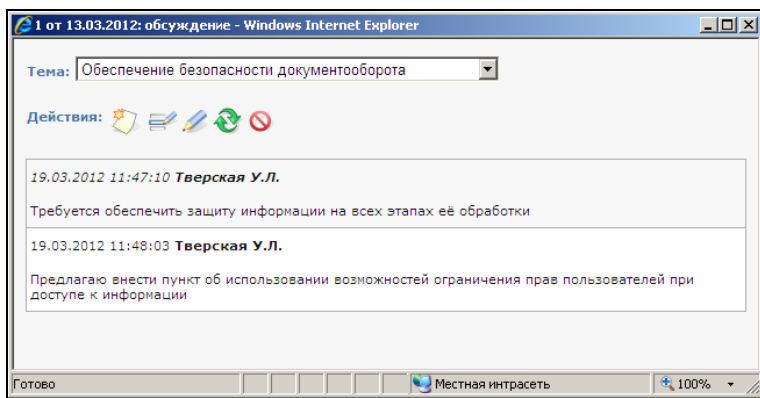 1 от 13.03.2012: обсуждение - Windows Internet Explorer
Тема: Обеспечение безопасности документооборота
Действия:
19.03.2012 11:47:10 Тверская У.Л.
Требуется обеспечить защиту информации на всех этапах её обработки
19.03.2012 11:48:03 Тверская У.Л.
Предлагаю внести пункт об использовании возможностей ограничения прав пользователей при
доступе к информации
Готово Местная интрасеть 100%